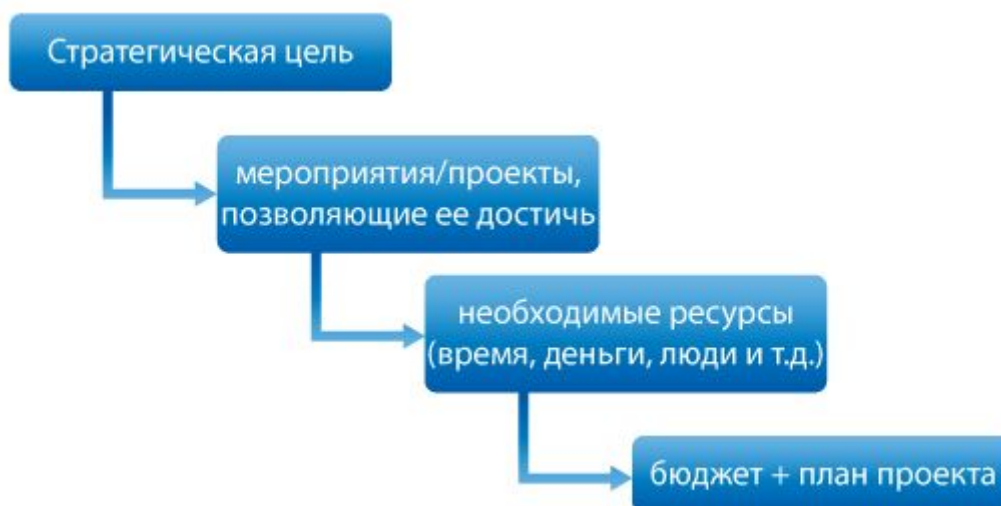 Стратегическая цель
мероприятия/проекты,
позволяющие ее достичь
необходимые ресурсы
(время, деньги, люди и т.д.)
бюджет + план проекта